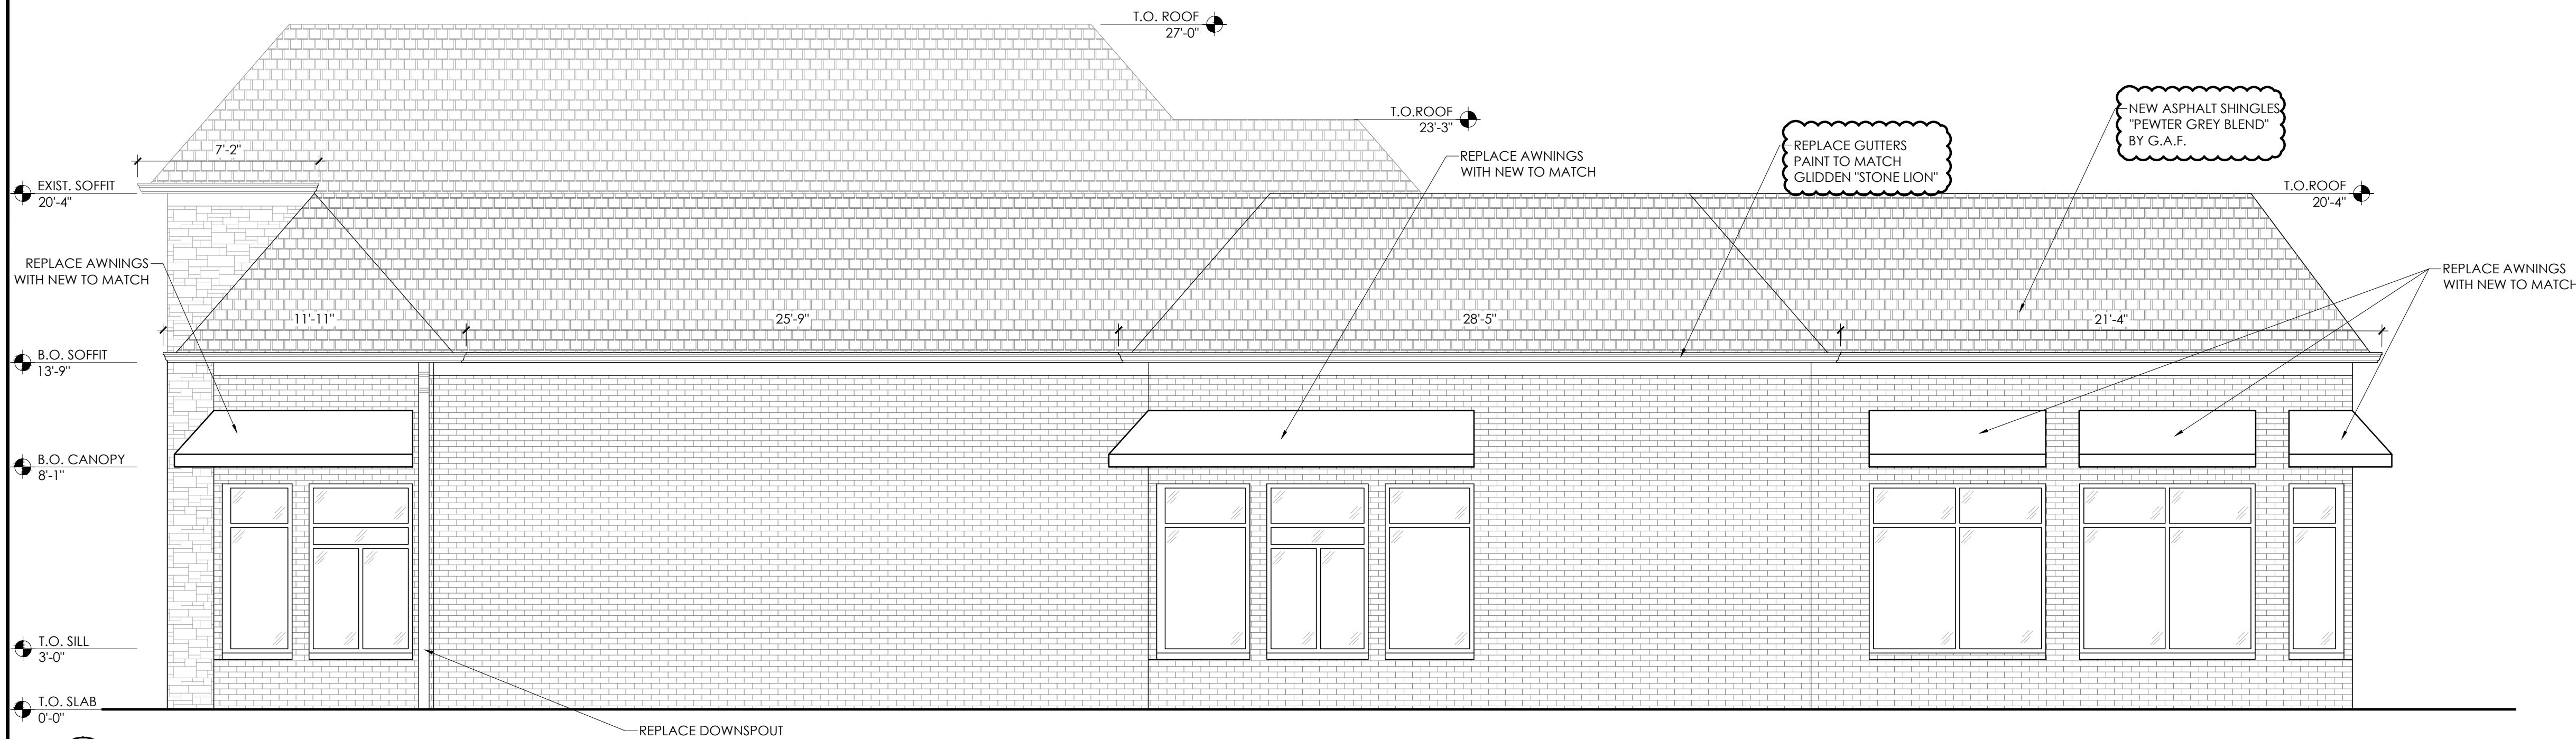 T.O. ROOF
27'-0"
T.O.ROOF
23'-3"
NEW ASPHALT SHINGLES
"PEWTER GREY BLEND"
BY G.A.F.
REPLACE GUTTERS
PAINT TO MATCH
GLIDDEN "STONE LION"
7'-2"
REPLACE AWNINGS
WITH NEW TO MATCH
EXIST. SOFFIT
20'-4"
T.O.ROOF
20'-4"
REPLACE AWNINGS
WITH NEW TO MATCH
REPLACE AWNINGS
WITH NEW TO MATCH
11'-11"
25'-9"
28'-5"
21'-4"
B.O. SOFFIT
13'-9"
B.O. CANOPY
8'-1"
T.O. SILL
3'-0"
T.O. SLAB
0'-0"
REPLACE DOWNSPOUT